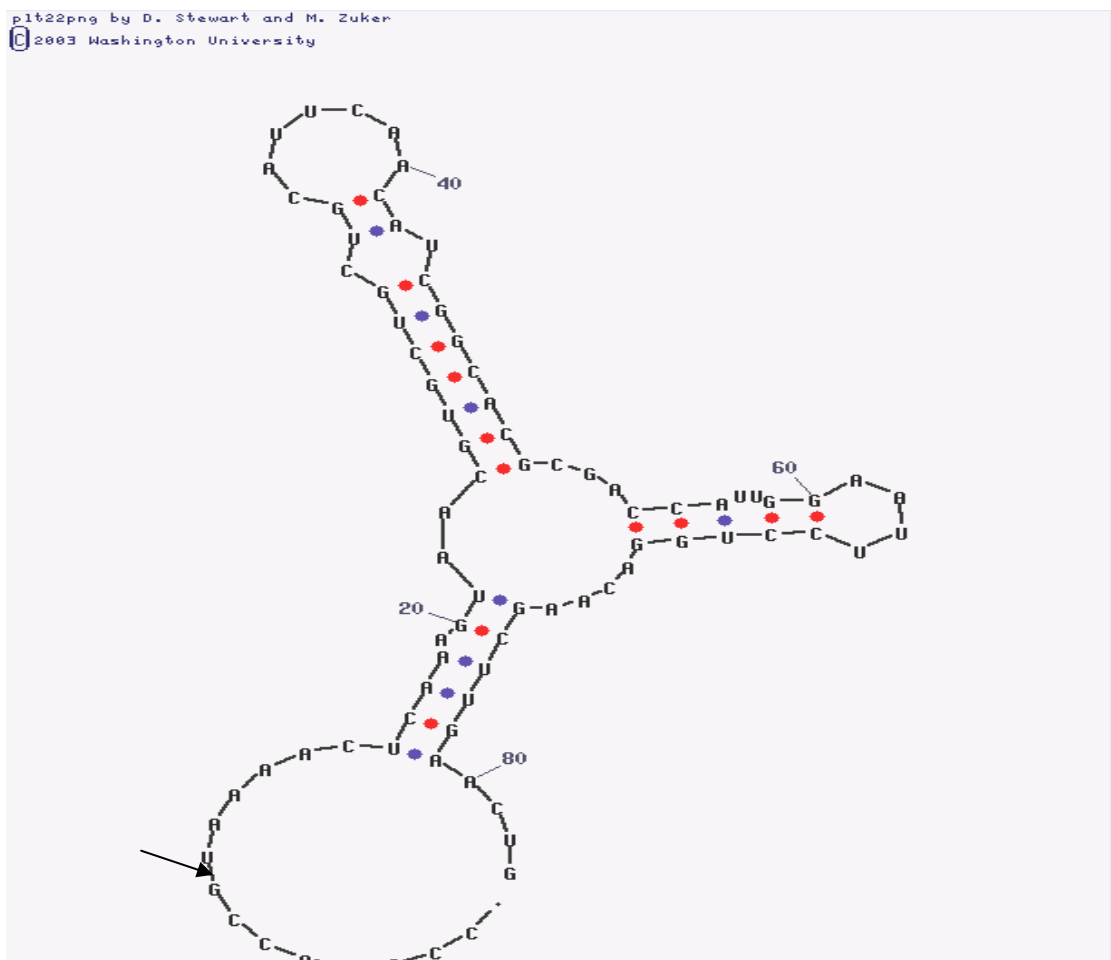 plt22png by D. Stewart and M. Zuker
©2003 Washington University
C C
C C G U A A A A C U C A A A G
20
U A A C G U G C U G C U G C A U U C A A
40
C A U C G G C A C G C G A C C A U U G G
60
A A U U C C U G G A C A A G C U U G A A
80
C U G